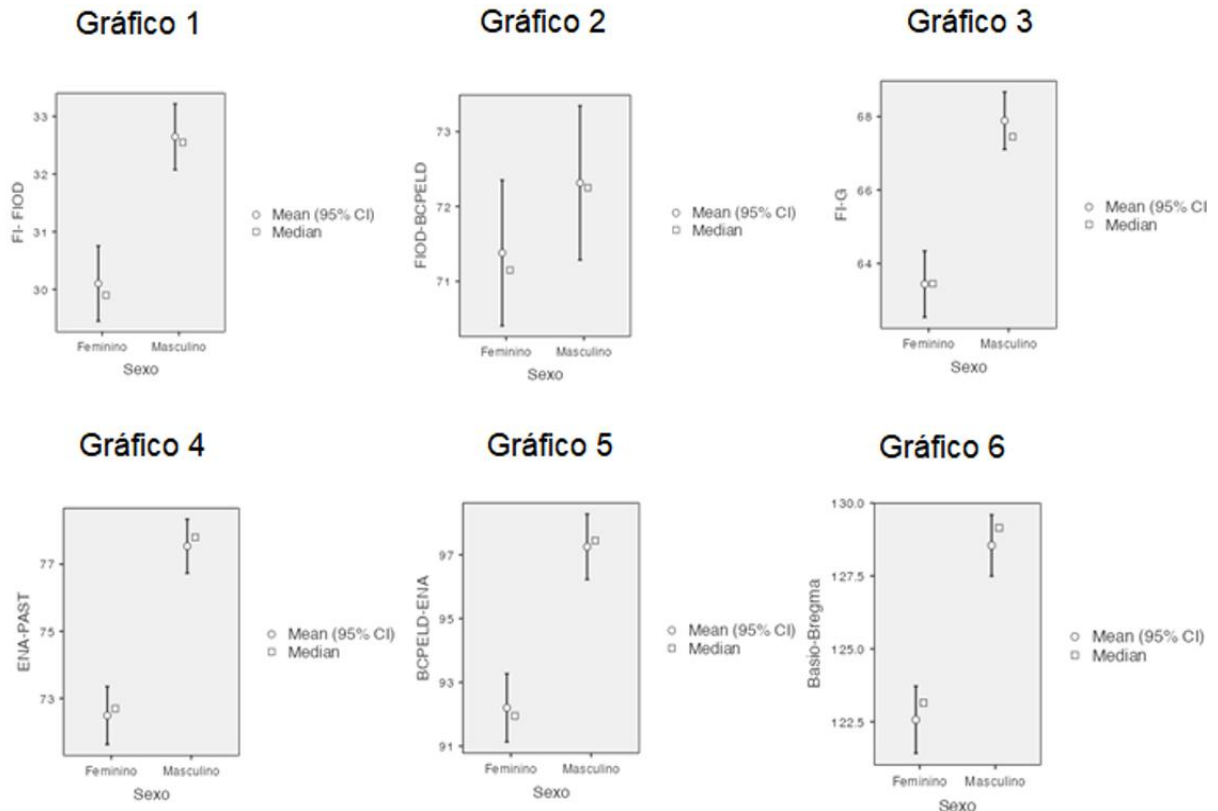 Gráfico 1
33
32
31
30
FI- FIOD
Feminino
Masculino
Sexo
Mean (95% CI)
Median
Gráfico 2
73
72
71
FIOD-BCPELD
Feminino
Masculino
Sexo
Mean (95% CI)
Median
Gráfico 3
68
66
64
FI-G
Feminino
Masculino
Sexo
Mean (95% CI)
Median
Gráfico 4
77
75
73
ENA-PAST
Feminino
Masculino
Sexo
Mean (95% CI)
Median
Gráfico 5
97
95
93
91
BCPELD-ENA
Feminino
Masculino
Sexo
Mean (95% CI)
Median
Gráfico 6
130.0
127.5
125.0
122.5
Basio-Bregma
Feminino
Masculino
Sexo
Mean (95% CI)
Median